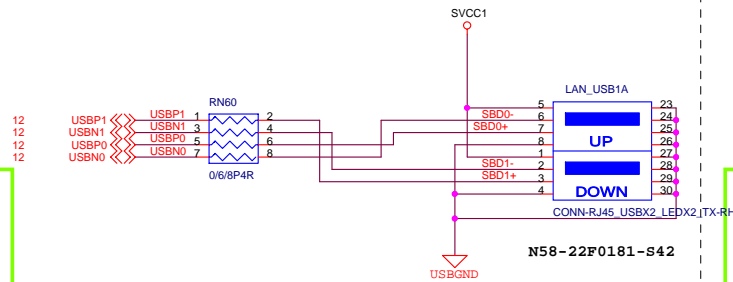 SVCC1
RN60
LAN_USB1A
12 USBP1 USBP1 1 2 5 23
12 USBN1 USBN1 3 4 SBD0- 6 24
12 USBP0 USBP0 5 6 SBD0+ 7 25
12 USBN0 USBN0 7 8 8 UP 26
1 27
SBD1- 2 28
0/6/8P4R SBD1+ 3 29
4 DOWN 30
CONN-RJ45_USBX2_LEDX2_TX-RH
N58-22F0181-S42
USBGND